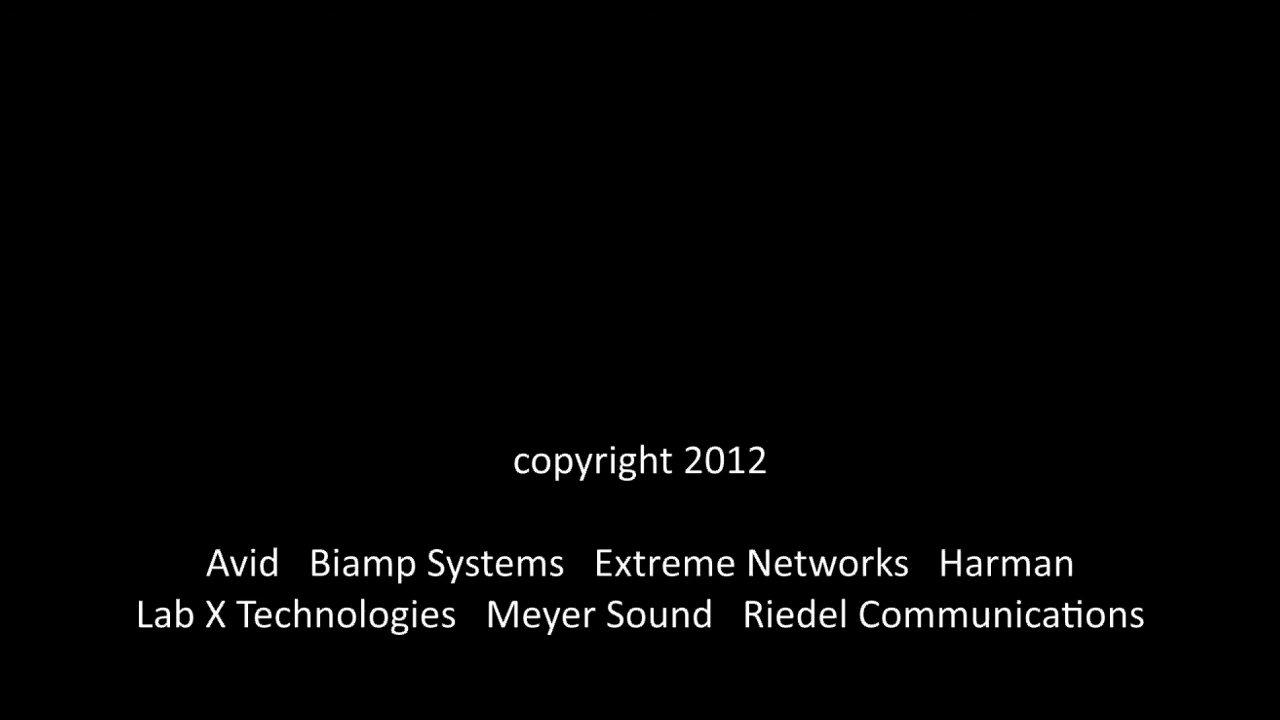 copyright 2012
Avid Biamp Systems Extreme Networks Harman
Lab X Technologies Meyer Sound Riedel Communications